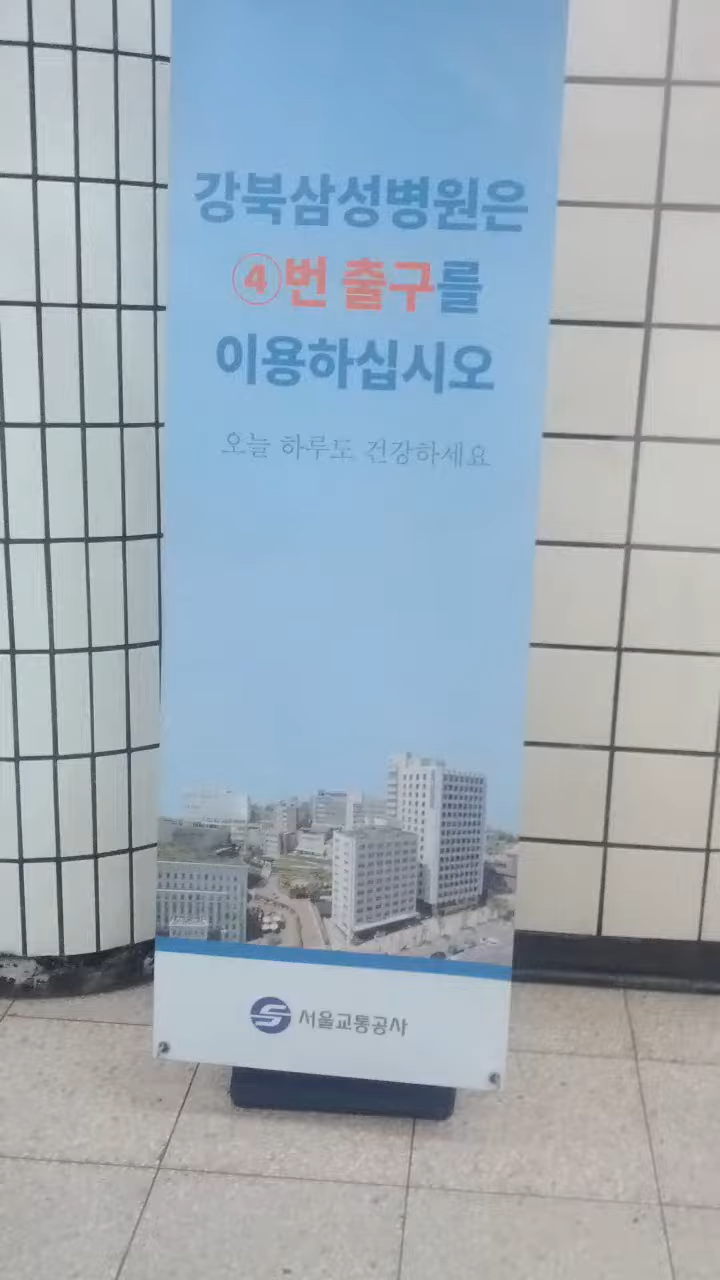 강북삼성병원은
④번 출구를
이용하십시오
오늘 하루도 건강하세요
서울교통공사